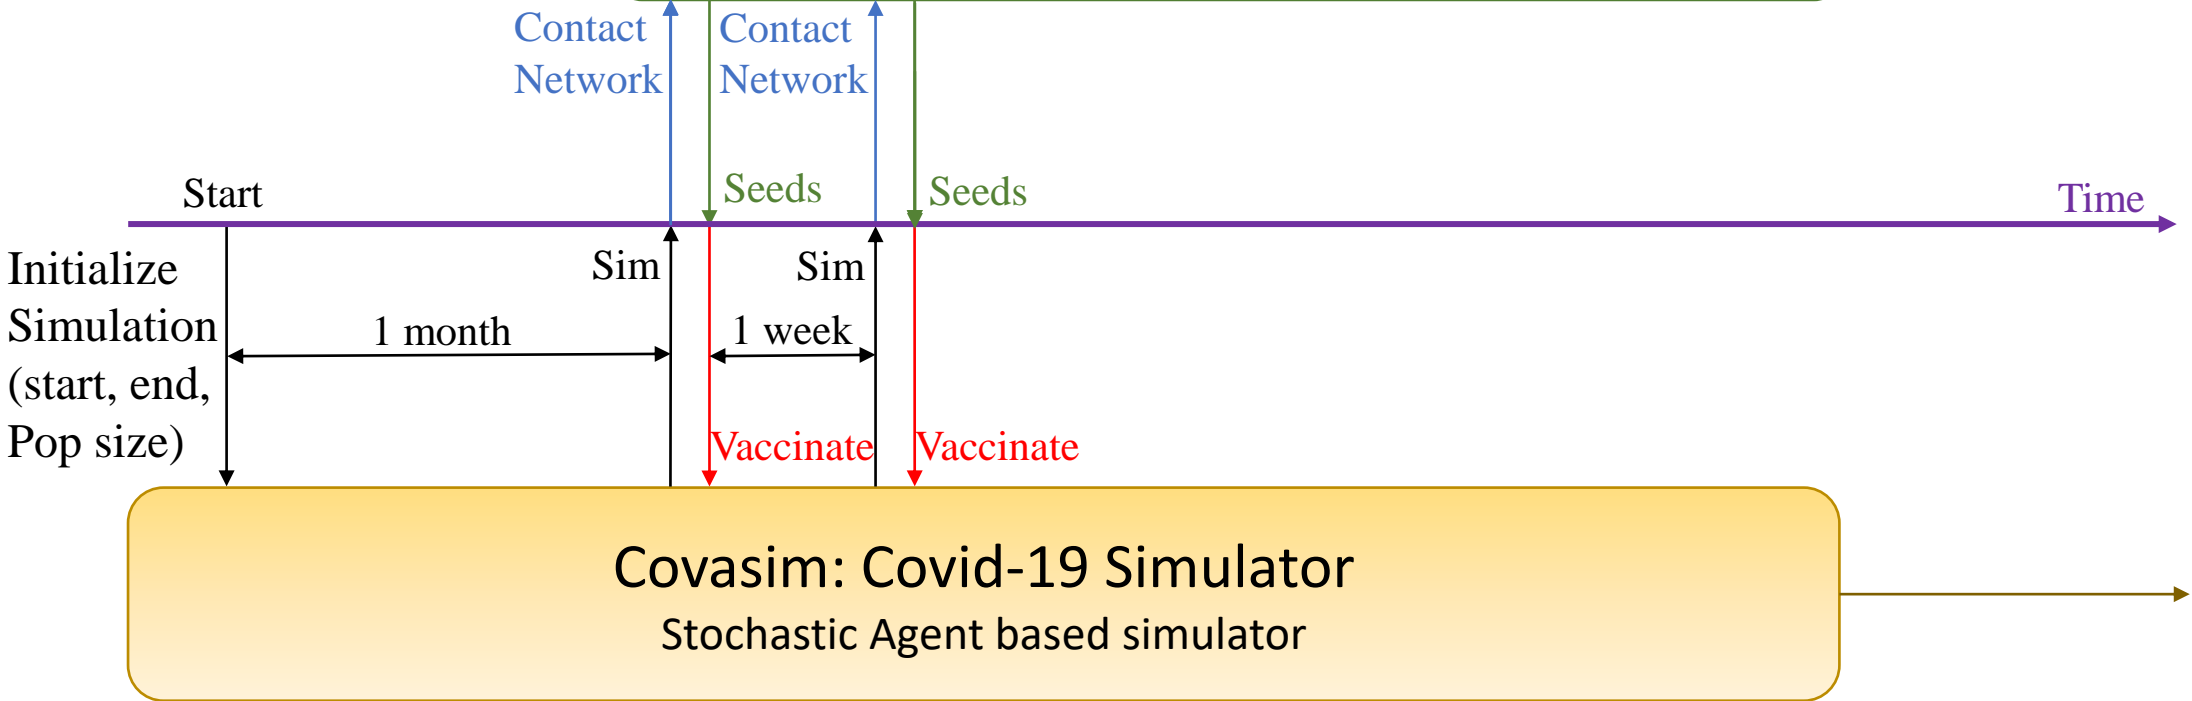 Contact
Network
Contact
Network
Start
Seeds
Seeds
Time
Initialize
Simulation
(start, end,
Pop size)
Sim
Sim
1 month
1 week
Vaccinate
Vaccinate
Covasim: Covid-19 Simulator
Stochastic Agent based simulator